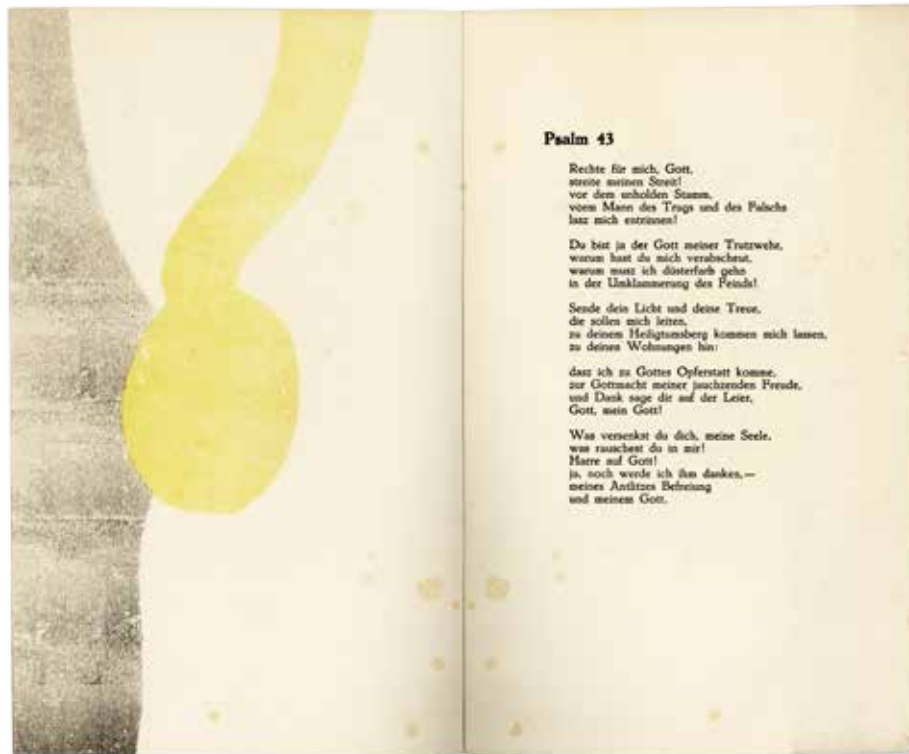 Psalm 43
Rechte für mich, Gott,
streite meinen Streit!
vor dem unholden Stamm,
vorm Mann des Trugs und des Falschs
lasz mich entrinnen!
Du bist ja der Gott meiner Trutzwehr,
warum hast du mich verabscheut,
warum musz ich düsterfarb gehn
in der Umklammerung des Feinds!
Sende dein Licht und deine Treue,
die sollen mich leiten,
zu deinem Heiligtumsberg kommen mich lassen,
zu deinen Wohnungen hin:
dasz ich zu Gottes Opferstatt komme,
zur Gottmacht meiner jauchzenden Freude,
und Dank sage dir auf der Leier,
Gott, mein Gott!
Was versenkst du dich, meine Seele,
was rauschest du in mir!
Harre auf Gott!
ja, noch werde ich ihm danken,—
meines Antlitzes Befreiung
und meinem Gott.